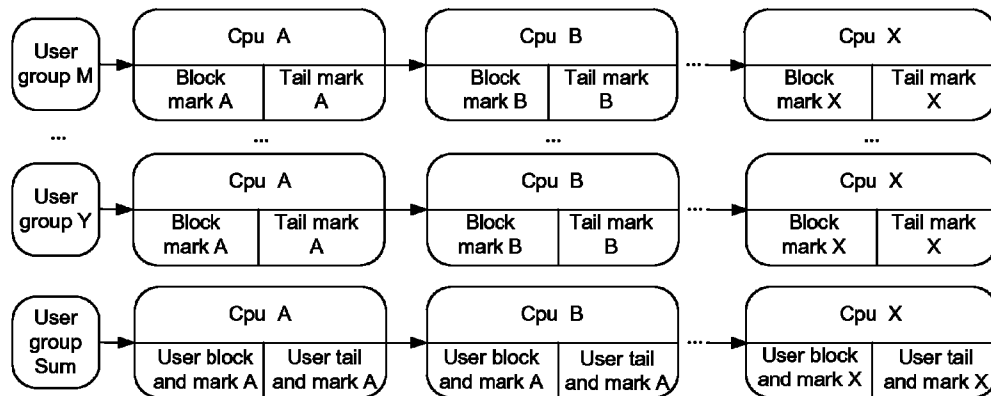 User group M
Cpu A
Block mark A
Tail mark A
Cpu B
Block mark B
Tail mark B
...
Cpu X
Block mark X
Tail mark X
...
...
...
...
User group Y
Cpu A
Block mark A
Tail mark A
Cpu B
Block mark B
Tail mark B
...
Cpu X
Block mark X
Tail mark X
User group Sum
Cpu A
User block and mark A
User tail and mark A
Cpu B
User block and mark A
User tail and mark A
...
Cpu X
User block and mark X
User tail and mark X